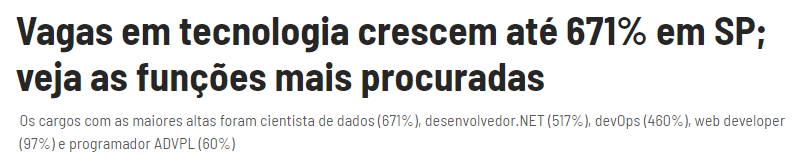 Vagas em tecnologia crescem até 671% em SP;
veja as funções mais procuradas
Os cargos com as maiores altas foram cientista de dados (671%), desenvolvedor.NET (517%), devOps (460%), web developer
(97%) e programador ADVPL (60%)